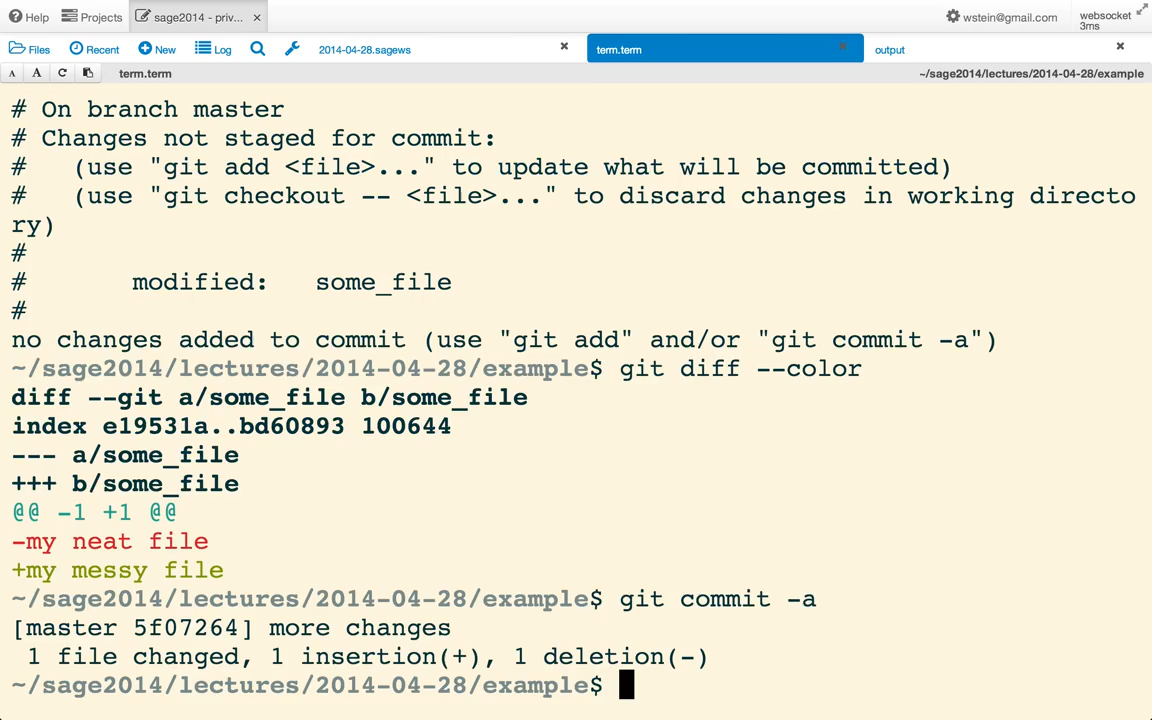 Help Projects sage2014 - priv... × wstein@gmail.com websocket 3ms
Files Recent New Log 2014-04-28.sagews × term.term × output ×
A A C term.term ~/sage2014/lectures/2014-04-28/example
# On branch master
# Changes not staged for commit:
#   (use "git add <file>..." to update what will be committed)
#   (use "git checkout -- <file>..." to discard changes in working directo
ry)
#
#       modified:   some_file
#
no changes added to commit (use "git add" and/or "git commit -a")
~/sage2014/lectures/2014-04-28/example$ git diff --color
diff --git a/some_file b/some_file
index e19531a..bd60893 100644
--- a/some_file
+++ b/some_file
@@ -1 +1 @@
-my neat file
+my messy file
~/sage2014/lectures/2014-04-28/example$ git commit -a
[master 5f07264] more changes
 1 file changed, 1 insertion(+), 1 deletion(-)
~/sage2014/lectures/2014-04-28/example$